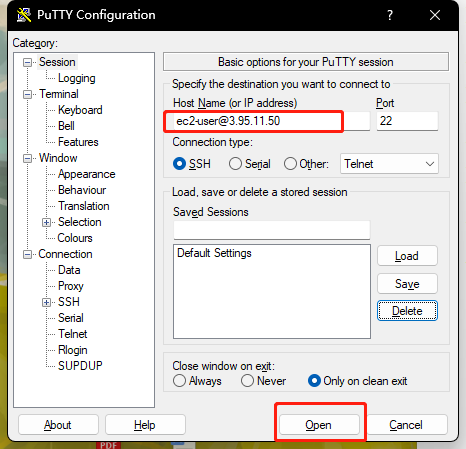 PuTTY Configuration
Category:
Session
Logging
Terminal
Keyboard
Bell
Features
Window
Appearance
Behaviour
Translation
Selection
Colours
Connection
Data
Proxy
SSH
Serial
Telnet
Rlogin
SUPDUP
Basic options for your PuTTY session
Specify the destination you want to connect to
Host Name (or IP address) Port
ec2-user@3.95.11.50 22
Connection type:
SSH Serial Other: Telnet
Load, save or delete a stored session
Saved Sessions
Default Settings
Load
Save
Delete
Close window on exit:
Always Never Only on clean exit
About Help Open Cancel
PDF